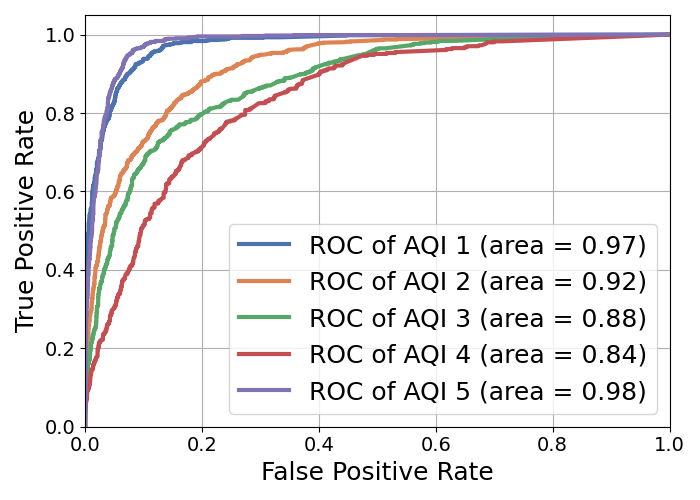 1.0
0.8
0.6
0.4
0.2
0.0
True Positive Rate
ROC of AQI 1 (area = 0.97)
ROC of AQI 2 (area = 0.92)
ROC of AQI 3 (area = 0.88)
ROC of AQI 4 (area = 0.84)
ROC of AQI 5 (area = 0.98)
0.0 0.2 0.4 0.6 0.8 1.0
False Positive Rate